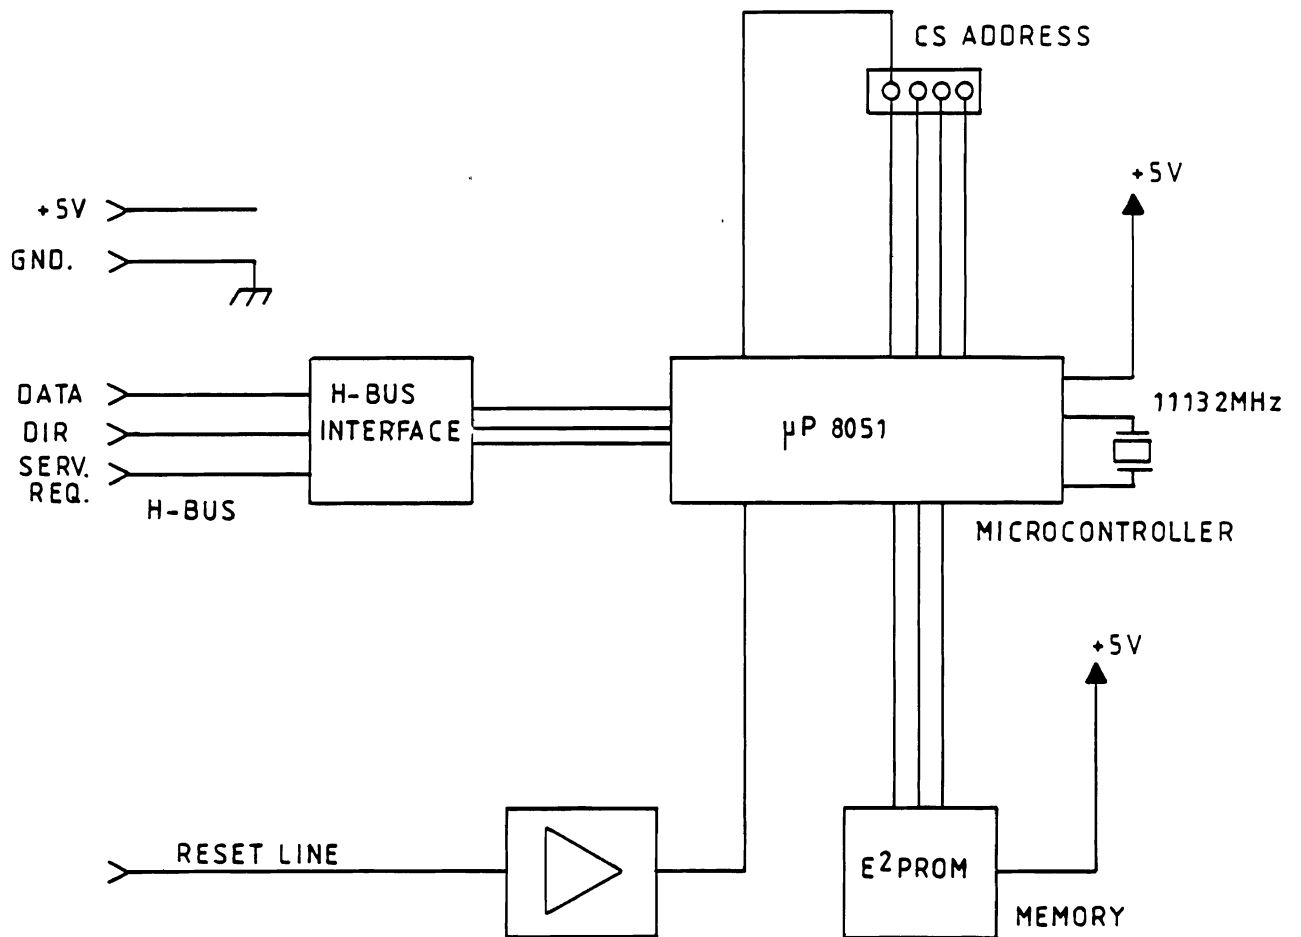 CS ADDRESS
+5V
+5V
GND.
DATA
DIR
SERV.
REQ.
H-BUS
H-BUS
INTERFACE
µP 8051
11132MHz
MICROCONTROLLER
+5V
RESET LINE
E²PROM
MEMORY